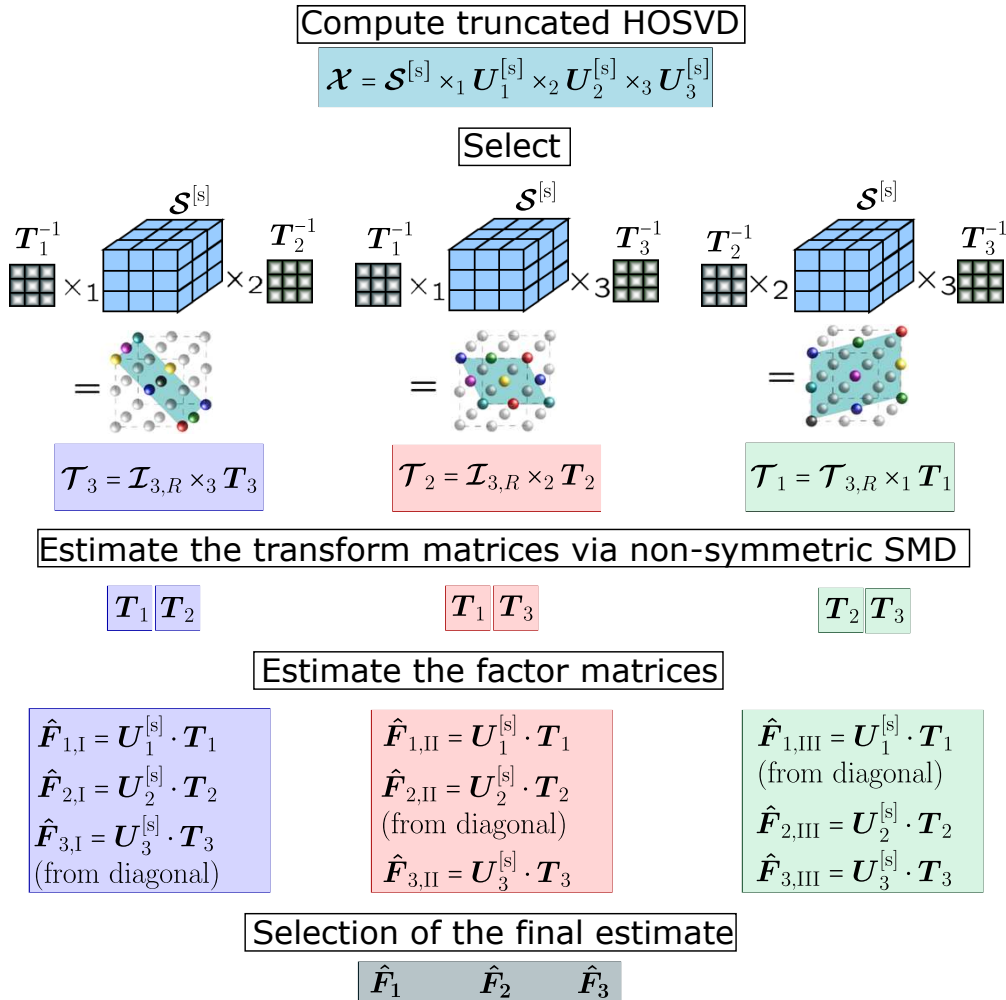 Compute truncated HOSVD
𝓧 = 𝓢^[s] ×₁ U₁^[s] ×₂ U₂^[s] ×₃ U₃^[s]
Select
𝓢^[s] 𝓢^[s] 𝓢^[s]
T₁⁻¹ T₂⁻¹ T₁⁻¹ T₃⁻¹ T₂⁻¹ T₃⁻¹
×₁ ×₂ ×₁ ×₃ ×₂ ×₃
= = =
𝓣₃ = 𝓘₃,R ×₃ T₃ 𝓣₂ = 𝓘₃,R ×₂ T₂ 𝓣₁ = 𝓣₃,R ×₁ T₁
Estimate the transform matrices via non-symmetric SMD
T₁ T₂ T₁ T₃ T₂ T₃
Estimate the factor matrices
F̂₁,I = U₁^[s] · T₁
F̂₂,I = U₂^[s] · T₂
F̂₃,I = U₃^[s] · T₃
(from diagonal)
F̂₁,II = U₁^[s] · T₁
F̂₂,II = U₂^[s] · T₂
(from diagonal)
F̂₃,II = U₃^[s] · T₃
F̂₁,III = U₁^[s] · T₁
(from diagonal)
F̂₂,III = U₂^[s] · T₂
F̂₃,III = U₃^[s] · T₃
Selection of the final estimate
F̂₁ F̂₂ F̂₃